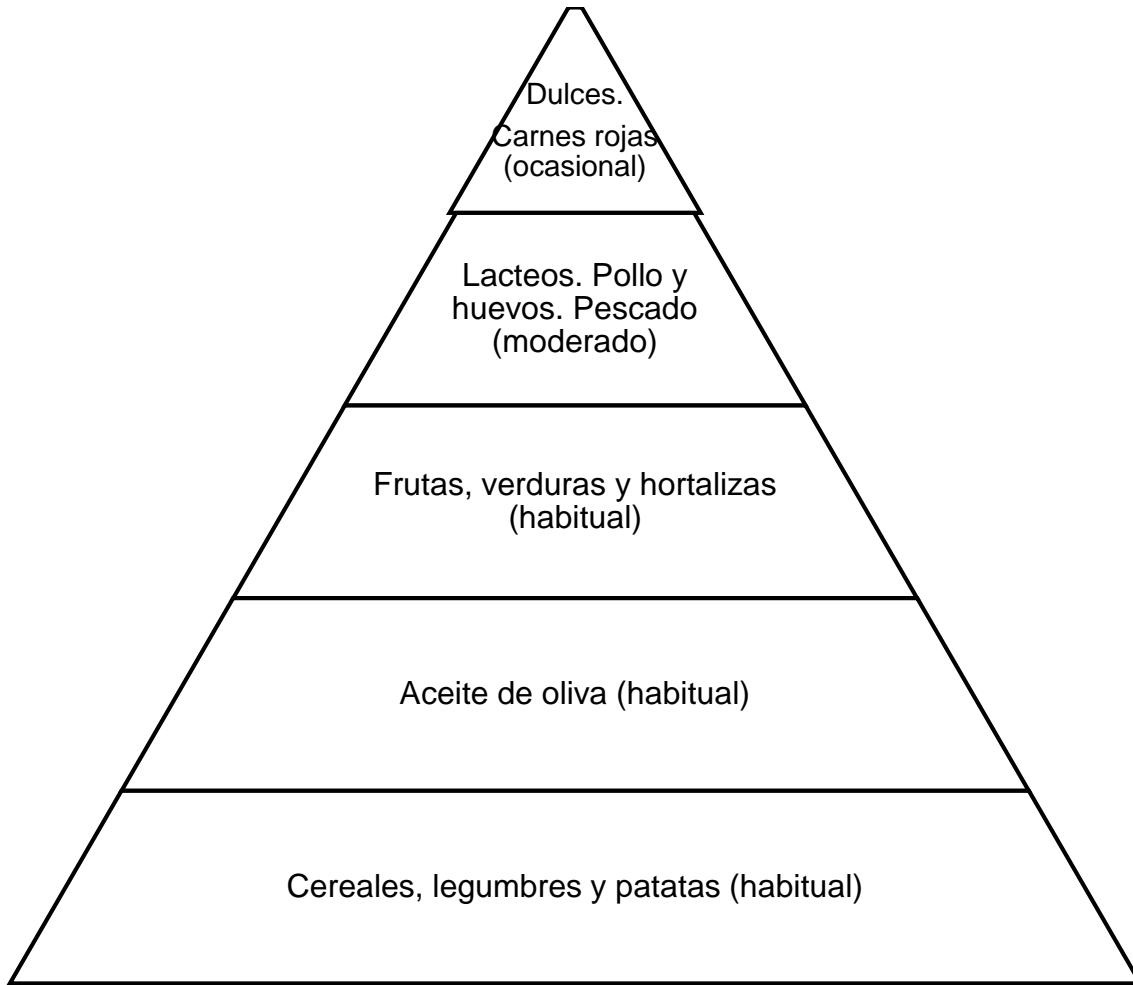 Dulces.
Carnes rojas
(ocasional)
Lacteos. Pollo y
huevos. Pescado
(moderado)
Frutas, verduras y hortalizas
(habitual)
Aceite de oliva (habitual)
Cereales, legumbres y patatas (habitual)